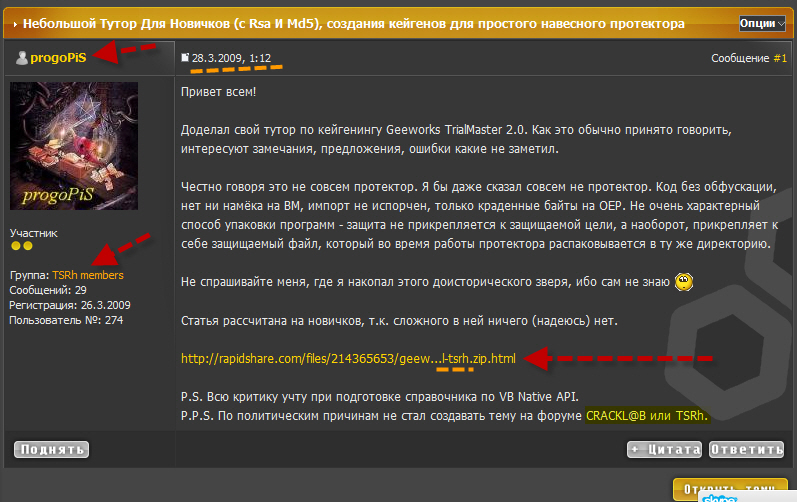 Небольшой Тутор Для Новичков (с Rsa И Md5), создания кейгенов для простого навесного протектора
Опции
progoPiS
28.3.2009, 1:12
Сообщение #1
progoPiS
Участник
Группа: TSRh members
Сообщений: 29
Регистрация: 26.3.2009
Пользователь №: 274
Привет всем!
Доделал свой тутор по кейгенингу Geeworks TrialMaster 2.0. Как это обычно принято говорить,
интересуют замечания, предложения, ошибки какие не заметил.
Честно говоря это не совсем протектор. Я бы даже сказал совсем не протектор. Код без обфускации,
нет ни намёка на ВМ, импорт не испорчен, только краденные байты на OEP. Не очень характерный
способ упаковки программ - защита не прикрепляется к защищаемой цели, а наоборот, прикрепляет к
себе защищаемый файл, который во время работы протектора распаковывается в ту же директорию.
Не спрашивайте меня, где я накопал этого доисторического зверя, ибо сам не знаю
Статья рассчитана на новичков, т.к. сложного в ней ничего (надеюсь) нет.
http://rapidshare.com/files/214365653/geew...l-tsrh.zip.html
P.S. Всю критику учту при подготовке справочника по VB Native API.
P.P.S. По политическим причинам не стал создавать тему на форуме CRACKL@B или TSRh.
Поднять
+ Цитата
Ответить
Открыть тему